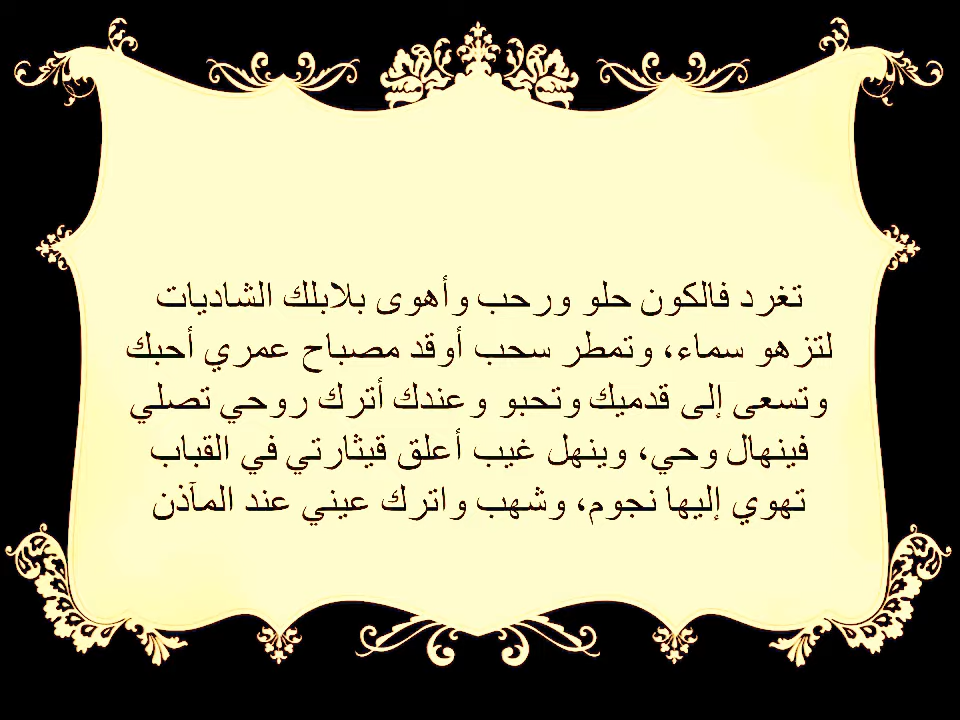 تغرد فالكون حلو ورحب وأهوى بلابلك الشاديات
لتزهو سماء، وتمطر سحب أوقد مصباح عمري أحبك
وتسعى إلى قدميك وتحبو وعندك أترك روحي تصلي
فينهال وحي، وينهل غيب أعلق قيثارتي في القباب
تهوي إليها نجوم، وشهب واترك عيني عند المآذن